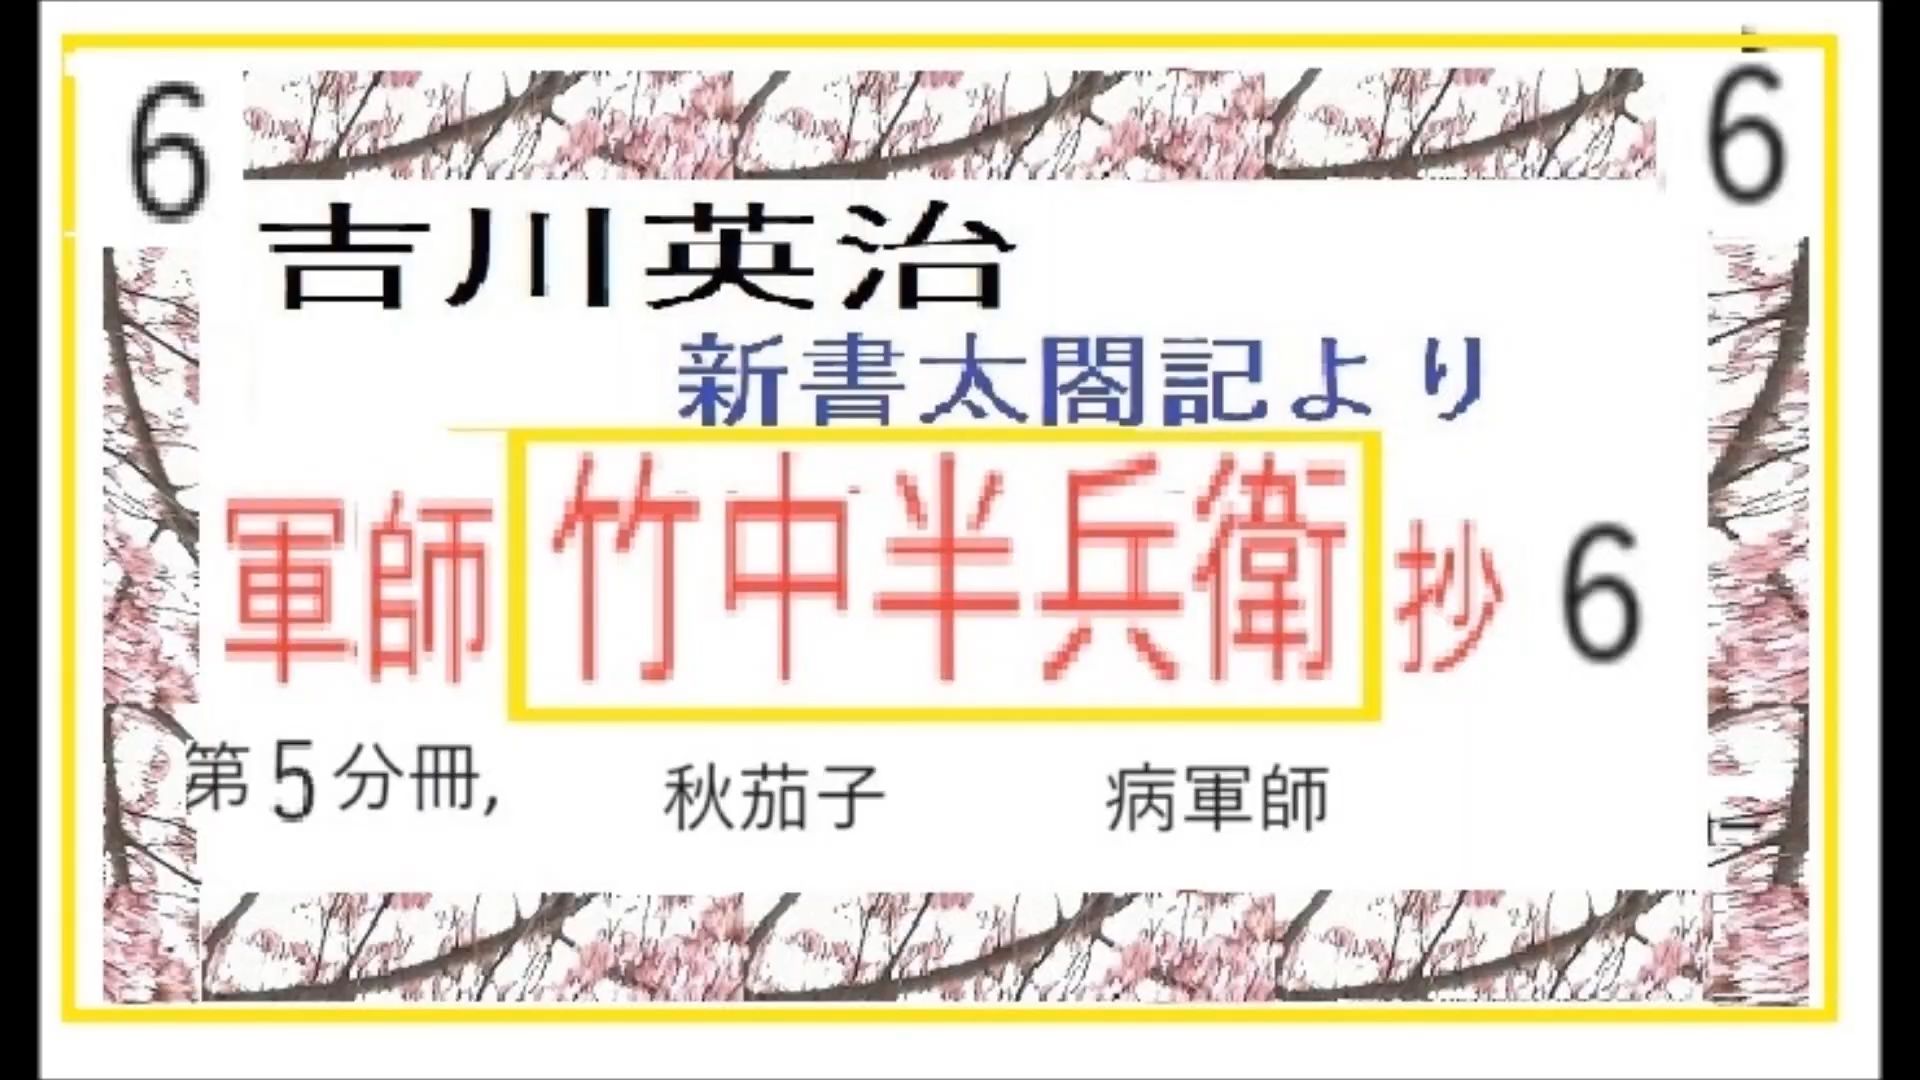 6 6
吉川英治
新書太閤記より
軍師 竹中半兵衛 抄 6
第5分冊, 秋茄子 病軍師